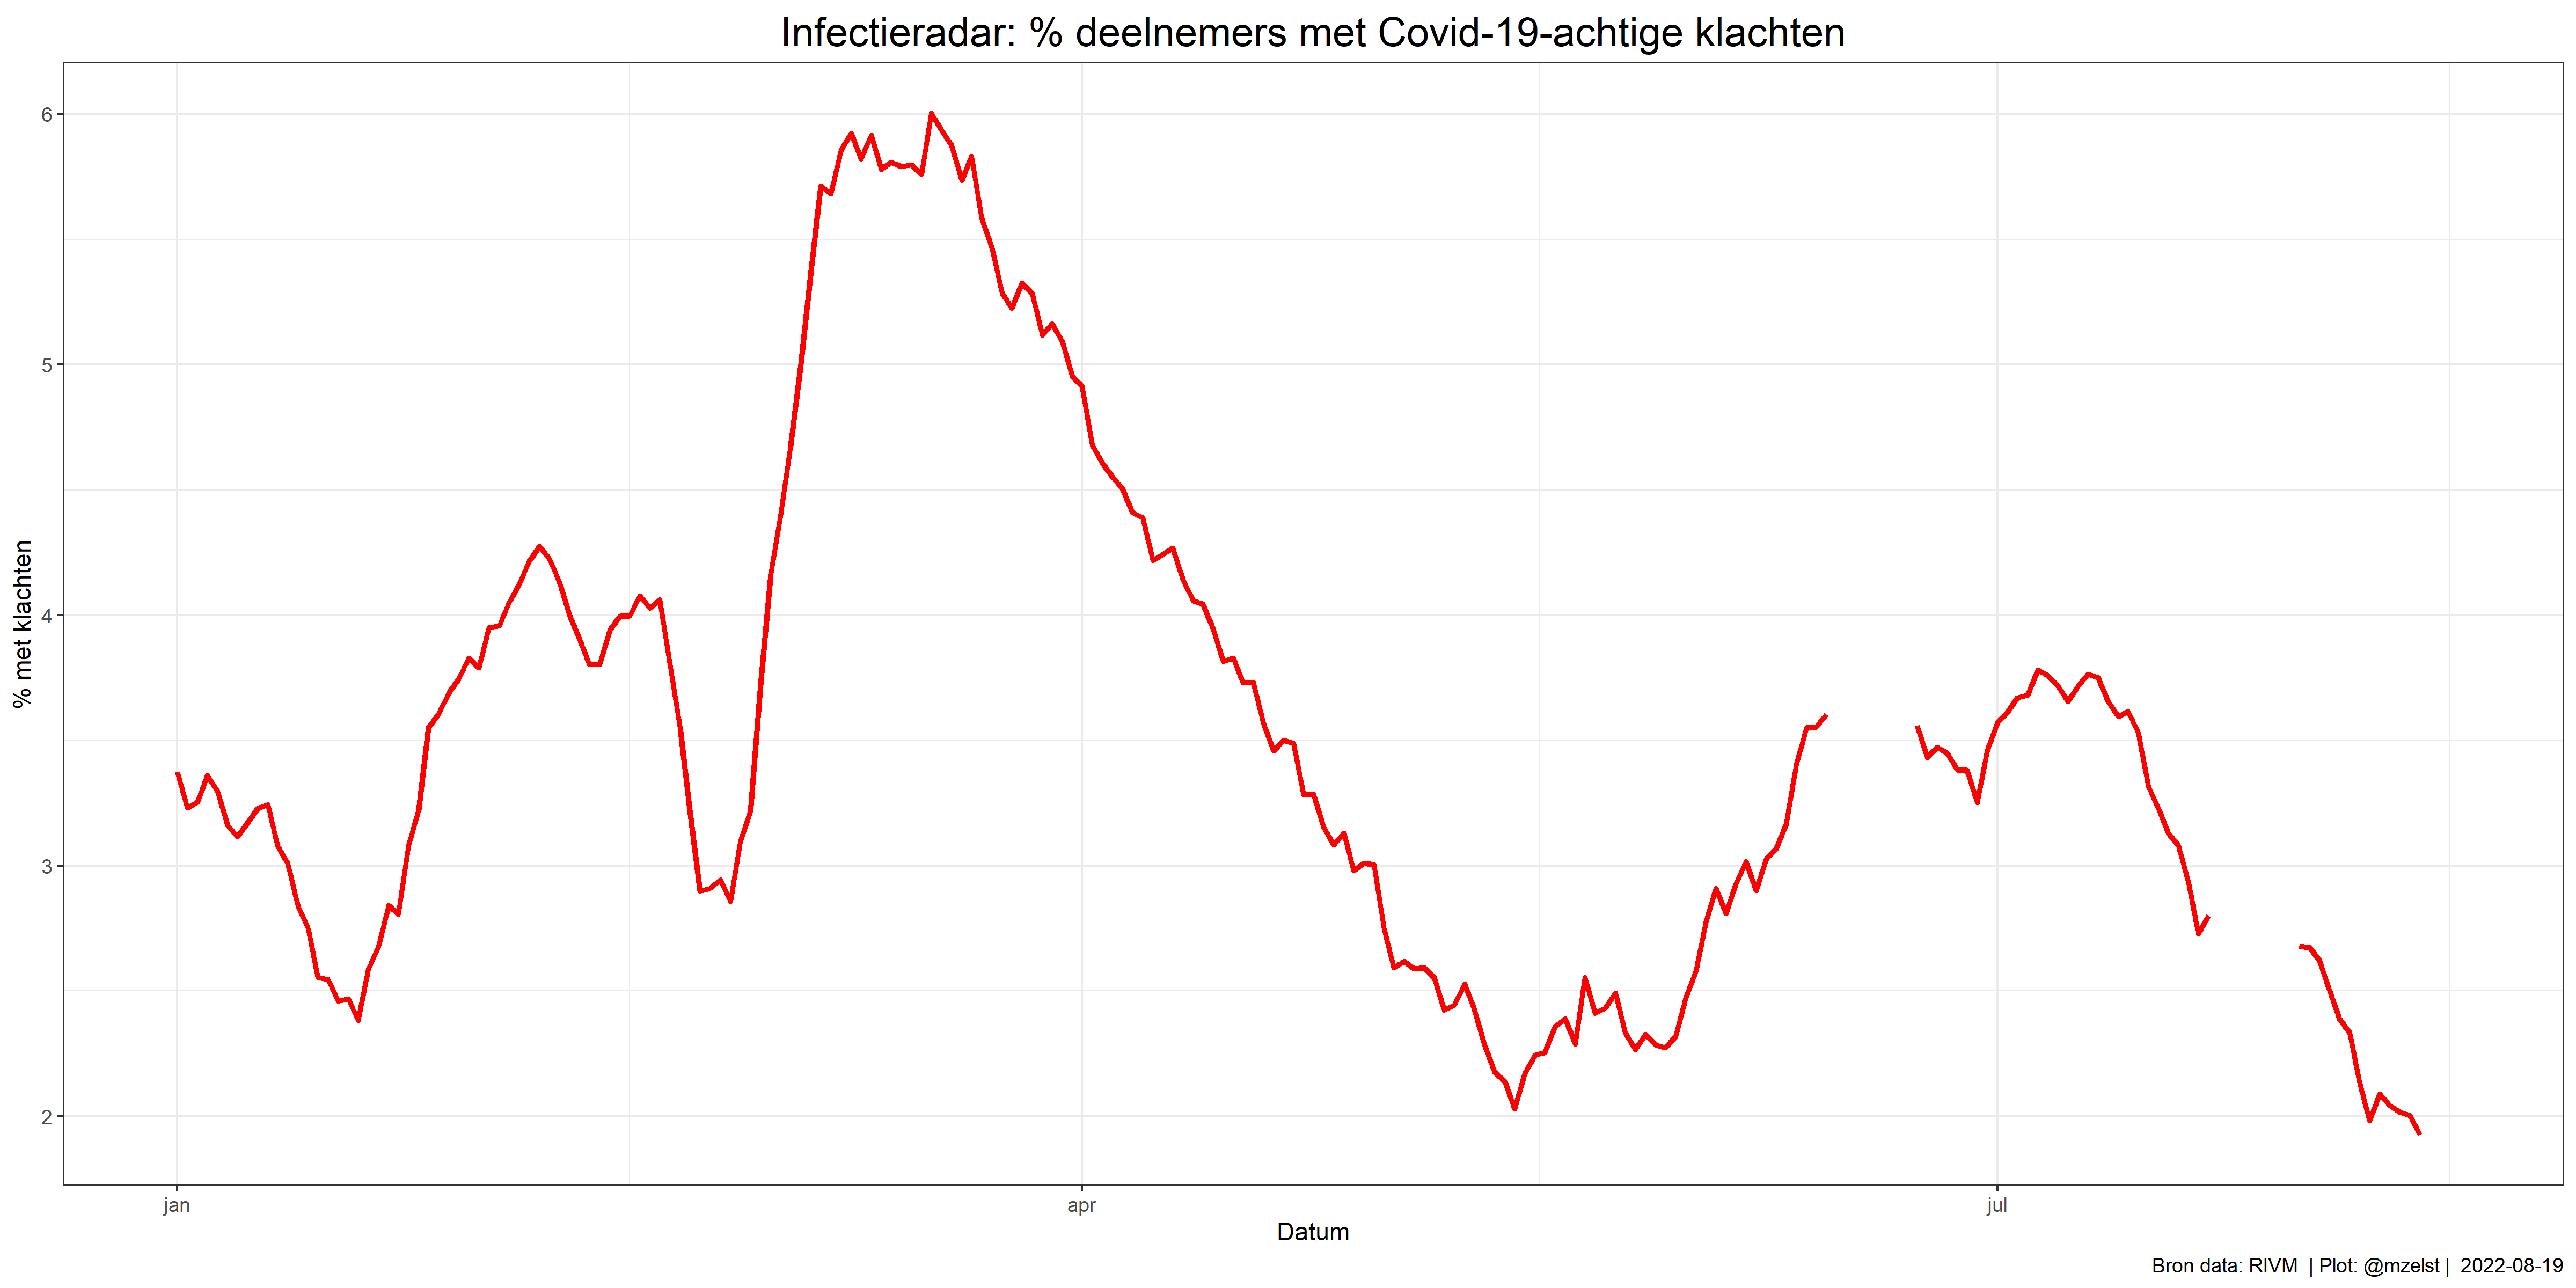 Infectieradar: % deelnemers met Covid-19-achtige klachten
6
5
4
3
2
% met klachten
jan
apr
jul
Datum
Bron data: RIVM | Plot: @mzelst | 2022-08-19